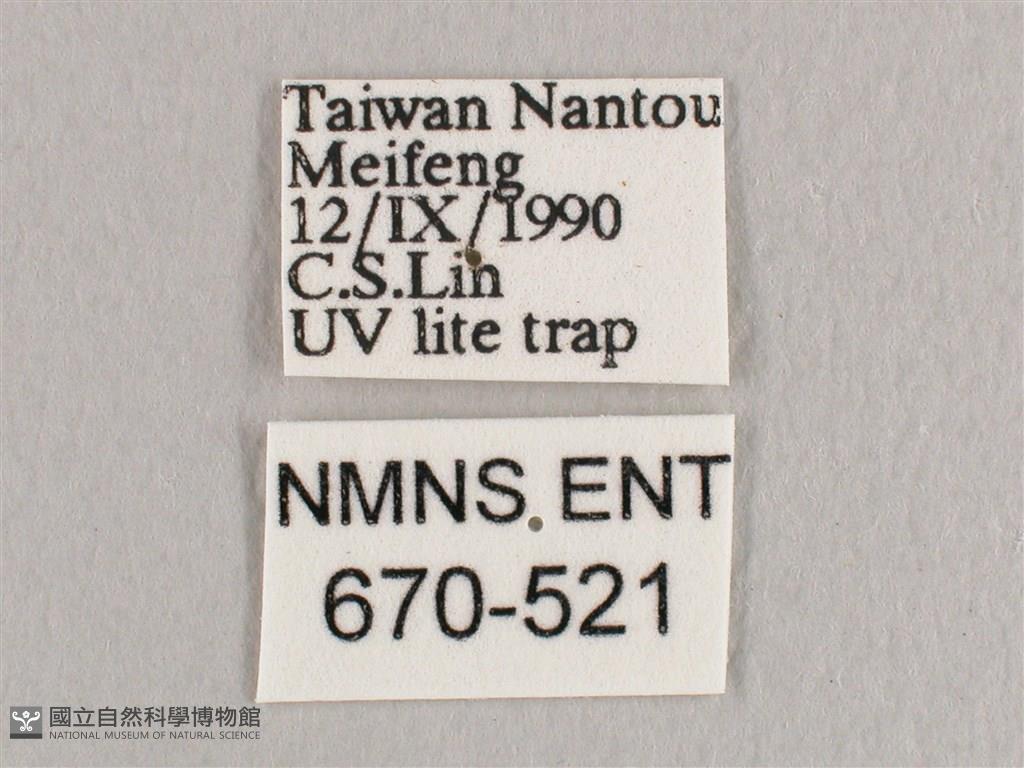 Taiwan Nantou
Meifeng
12/IX/1990
C.S.Lin
UV lite trap
NMNS ENT
670-521
國立自然科學博物館
NATIONAL MUSEUM OF NATURAL SCIENCE